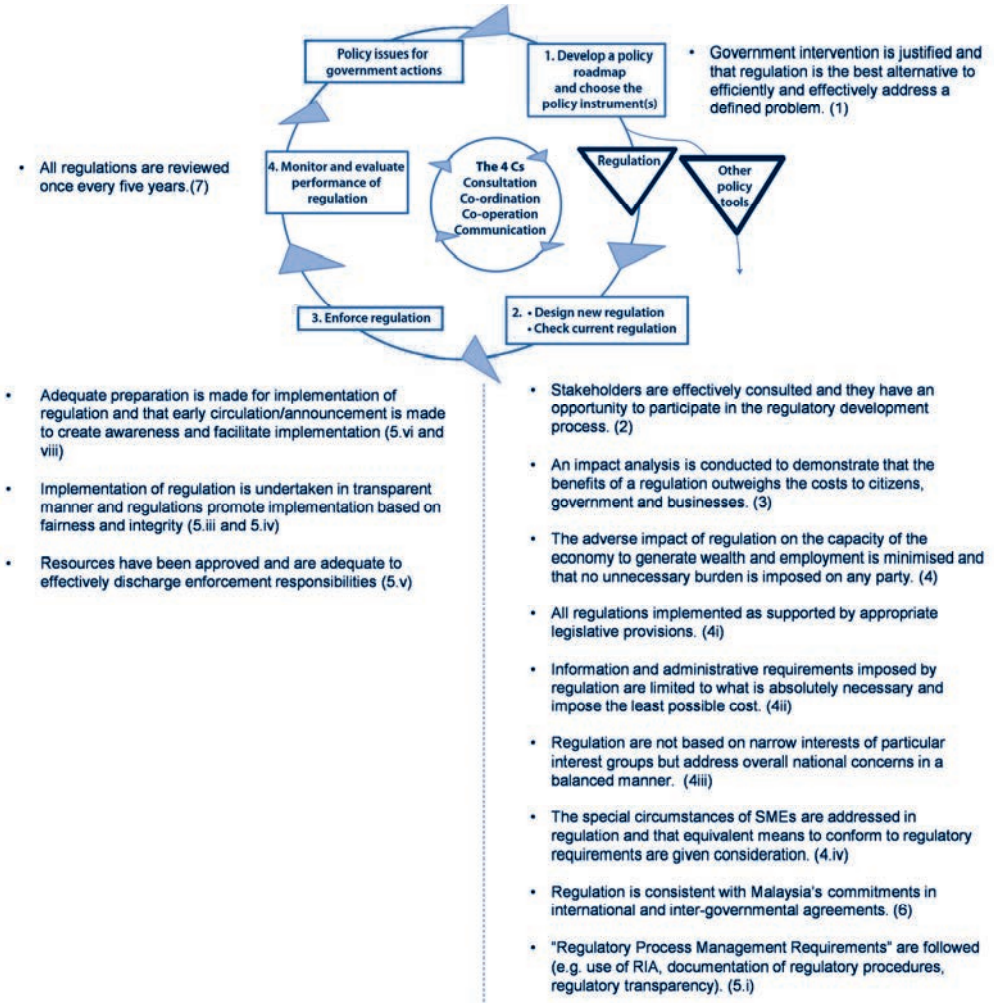 Policy issues for
government actions
1. Develop a policy
roadmap
and choose the
policy instrument(s)
• Government intervention is justified and
that regulation is the best alternative to
efficiently and effectively address a
defined problem. (1)
• All regulations are reviewed
once every five years.(7)
4. Monitor and evaluate
performance of
regulation
The 4 Cs
Consultation
Co-ordination
Co-operation
Communication
Regulation
Other
policy
tools
3. Enforce regulation
2. • Design new regulation
• Check current regulation
• Adequate preparation is made for implementation of
regulation and that early circulation/announcement is made
to create awareness and facilitate implementation (5.vi and
viii)
• Implementation of regulation is undertaken in transparent
manner and regulations promote implementation based on
fairness and integrity (5.iii and 5.iv)
• Resources have been approved and are adequate to
effectively discharge enforcement responsibilities (5.v)
• Stakeholders are effectively consulted and they have an
opportunity to participate in the regulatory development
process. (2)
• An impact analysis is conducted to demonstrate that the
benefits of a regulation outweighs the costs to citizens,
government and businesses. (3)
• The adverse impact of regulation on the capacity of the
economy to generate wealth and employment is minimised and
that no unnecessary burden is imposed on any party. (4)
• All regulations implemented as supported by appropriate
legislative provisions. (4i)
• Information and administrative requirements imposed by
regulation are limited to what is absolutely necessary and
impose the least possible cost. (4ii)
• Regulation are not based on narrow interests of particular
interest groups but address overall national concerns in a
balanced manner. (4iii)
• The special circumstances of SMEs are addressed in
regulation and that equivalent means to conform to regulatory
requirements are given consideration. (4.iv)
• Regulation is consistent with Malaysia's commitments in
international and inter-governmental agreements. (6)
• "Regulatory Process Management Requirements" are followed
(e.g. use of RIA, documentation of regulatory procedures,
regulatory transparency). (5.i)